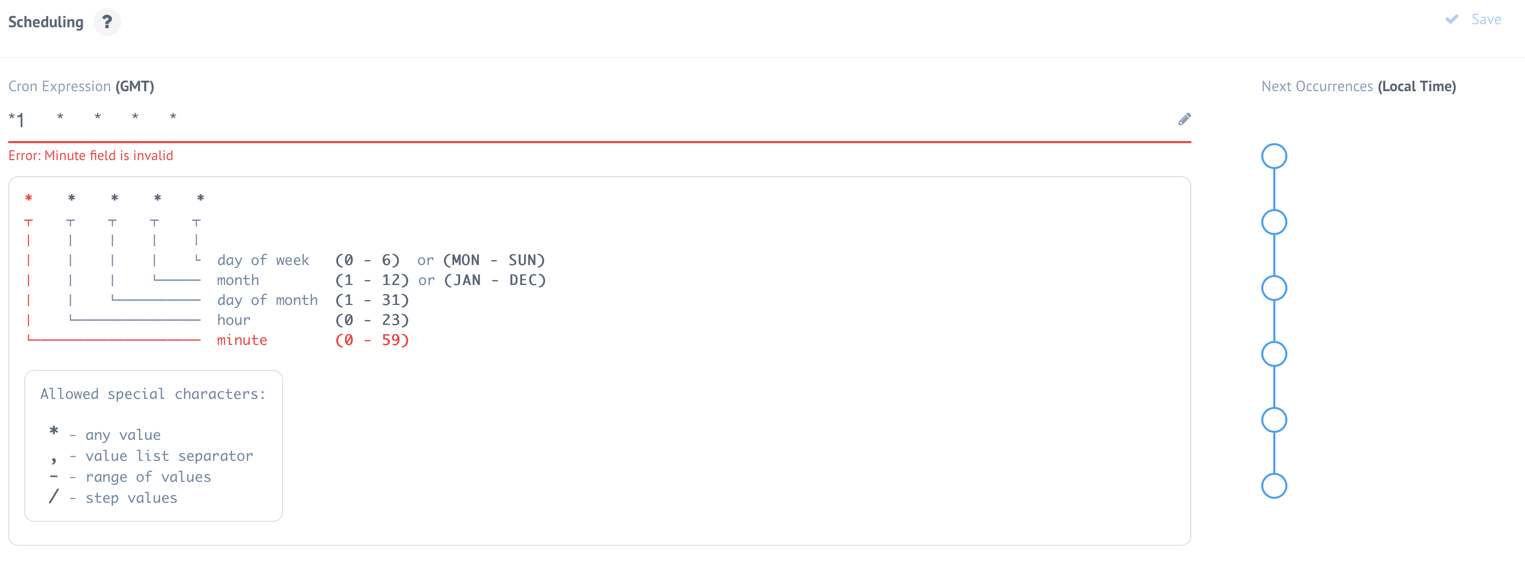 Scheduling ?
Save
Cron Expression (GMT)
Next Occurrences (Local Time)
*1 * * * *
Error: Minute field is invalid
* * * * *
day of week (0 - 6) or (MON - SUN)
month (1 - 12) or (JAN - DEC)
day of month (1 - 31)
hour (0 - 23)
minute (0 - 59)
Allowed special characters:
* - any value
, - value list separator
- - range of values
/ - step values